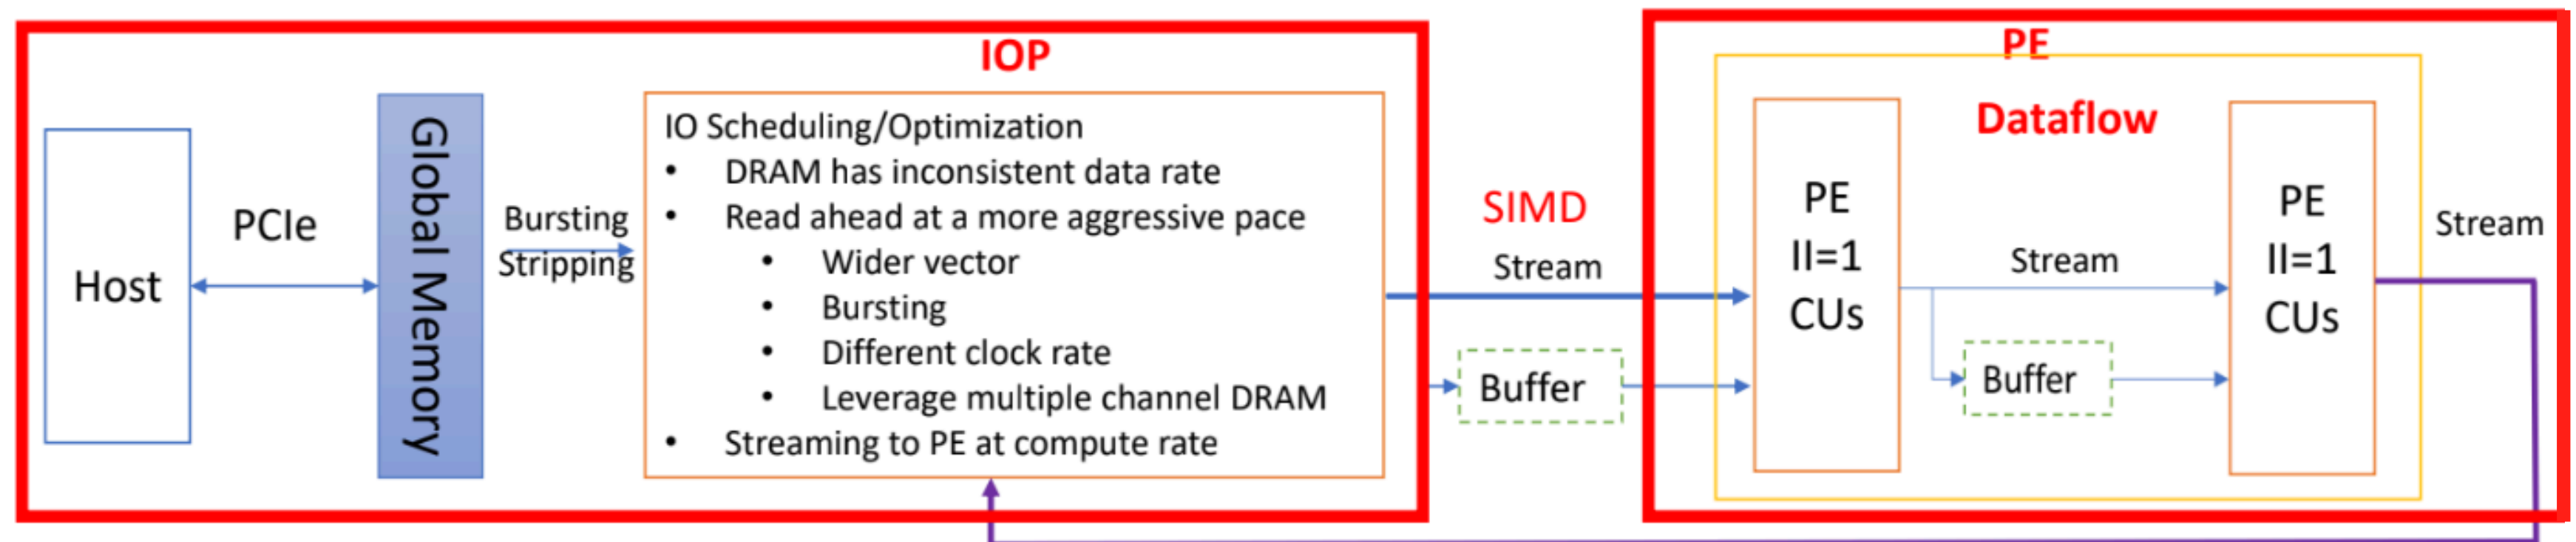 IOP
Host
PCIe
Global Memory
Bursting
Stripping
IO Scheduling/Optimization
• DRAM has inconsistent data rate
• Read ahead at a more aggressive pace
• Wider vector
• Bursting
• Different clock rate
• Leverage multiple channel DRAM
• Streaming to PE at compute rate
SIMD
Stream
Buffer
PE
Dataflow
PE
II=1
CUs
Stream
Buffer
PE
II=1
CUs
Stream